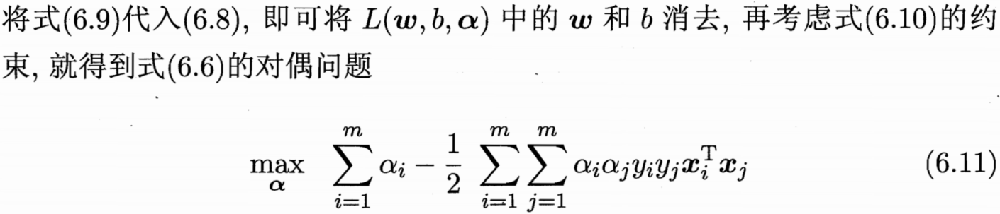 将式(6.9)代入(6.8), 即可将 $L(\boldsymbol{w}, b, \boldsymbol{\alpha})$ 中的 $\boldsymbol{w}$ 和 $b$ 消去, 再考虑式(6.10)的约
束, 就得到式(6.6)的对偶问题
$$\max_{\boldsymbol{\alpha}} \quad \sum_{i=1}^{m} \alpha_i - \frac{1}{2} \sum_{i=1}^{m} \sum_{j=1}^{m} \alpha_i \alpha_j y_i y_j \boldsymbol{x}_i^{\mathrm{T}} \boldsymbol{x}_j \qquad (6.11)$$